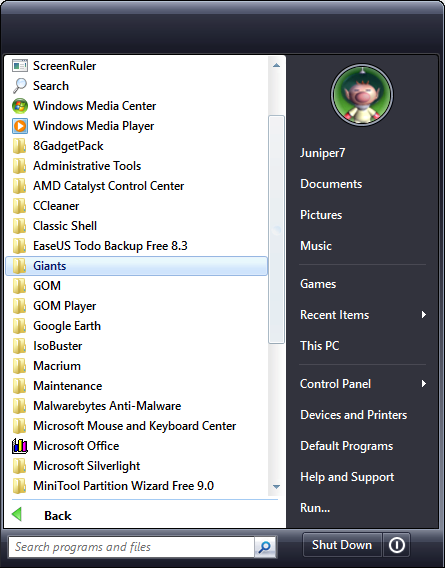 ScreenRuler
Search
Windows Media Center
Windows Media Player
8GadgetPack
Administrative Tools
AMD Catalyst Control Center
CCleaner
Classic Shell
EaseUS Todo Backup Free 8.3
Giants
GOM
GOM Player
Google Earth
IsoBuster
Macrium
Maintenance
Malwarebytes Anti-Malware
Microsoft Mouse and Keyboard Center
Microsoft Office
Microsoft Silverlight
MiniTool Partition Wizard Free 9.0
Back
Search programs and files
Juniper7
Documents
Pictures
Music
Games
Recent Items
This PC
Control Panel
Devices and Printers
Default Programs
Help and Support
Run...
Shut Down